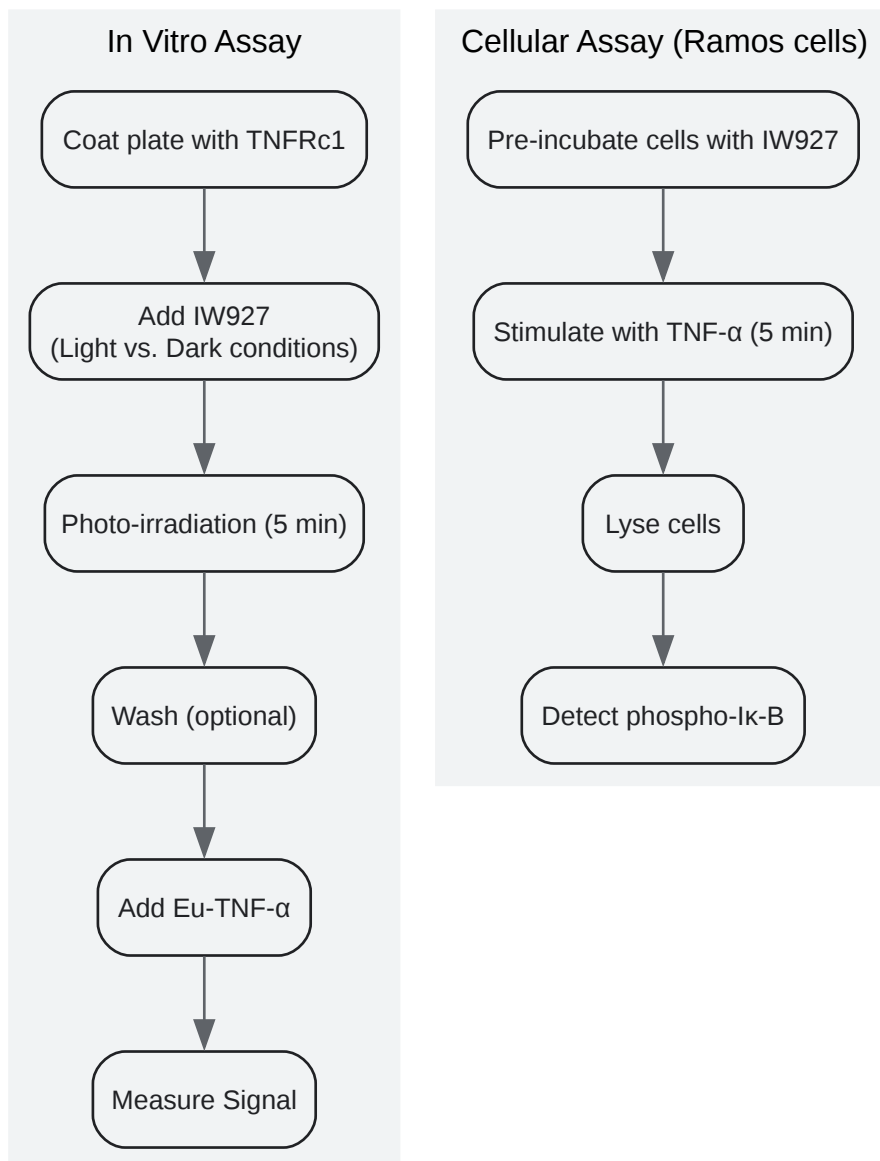 In Vitro Assay
Coat plate with TNFRc1
Add IW927
(Light vs. Dark conditions)
Photo-irradiation (5 min)
Wash (optional)
Add Eu-TNF-α
Measure Signal
Cellular Assay (Ramos cells)
Pre-incubate cells with IW927
Stimulate with TNF-α (5 min)
Lyse cells
Detect phospho-Iκ-B